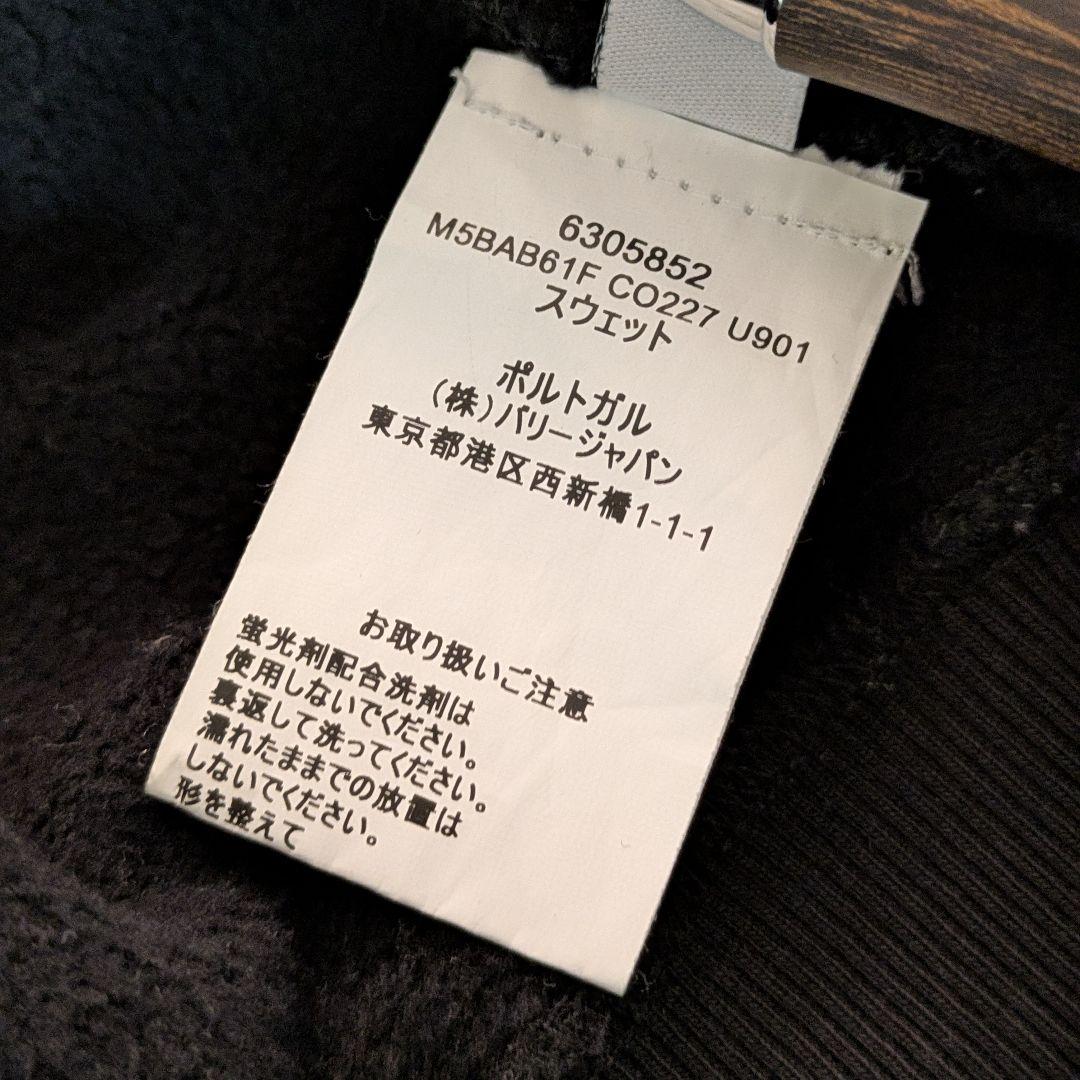 6305852
M5BAB61F CO227 U901
スウエット
ポルトガル
(株)バリージャパン
東京都港区西新橋1-1-1
お取り扱いご注意
蛍光剤配合洗剤は
使用しないでください。
裏返して洗ってください。
濡れたままでの放置は
しないでください。
形を整えて